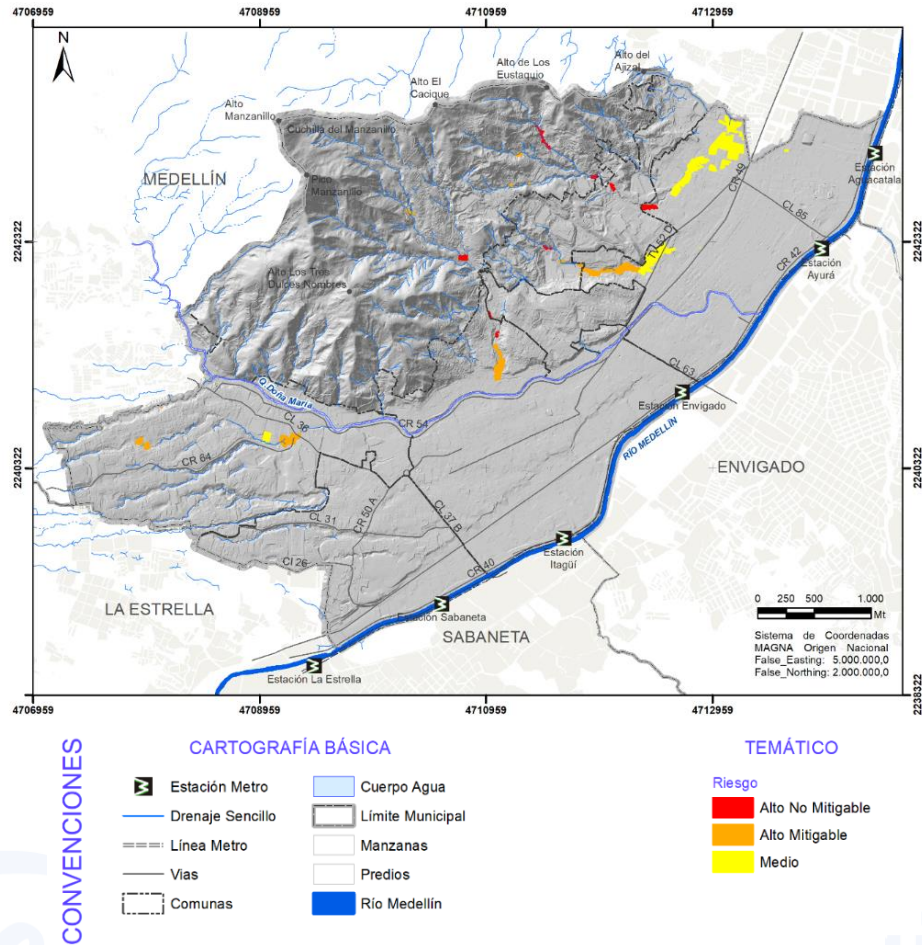 4706959
4708959
4710959
4712959
N
Alto de Los
Eustaquio
Alto del
Ajizal
Alto El
Cacique
Alto
Manzanillo
Cuchilla del Manzanillo
MEDELLÍN
Pico
Manzanillo
CR 49
Estación
Aguacatala
CL 85
2242322
2242322
TV 52 D
CR 42
Estación
Ayurá
Alto Los Tres
Dulces Nombres
CL 63
Q Doña María
Estación Envigado
CL 36
CR 54
RÍO MEDELLÍN
CR 64
ENVIGADO
2240322
2240322
CR 50 A
CL 37 B
CL 31
Cl 26
Estación
Itagüí
CR 40
LA ESTRELLA
Estación Sabaneta
SABANETA
Estación La Estrella
0 250 500 1.000
Mt
Sistema de Coordenadas
MAGNA Origen Nacional
False_Easting: 5.000.000,0
False_Northing: 2.000.000,0
2238322
2238322
4706959
4708959
4710959
4712959
CONVENCIONES
CARTOGRAFÍA BÁSICA
Estación Metro
Drenaje Sencillo
Línea Metro
Vias
Comunas
Cuerpo Agua
Límite Municipal
Manzanas
Predios
Río Medellín
TEMÁTICO
Riesgo
Alto No Mitigable
Alto Mitigable
Medio